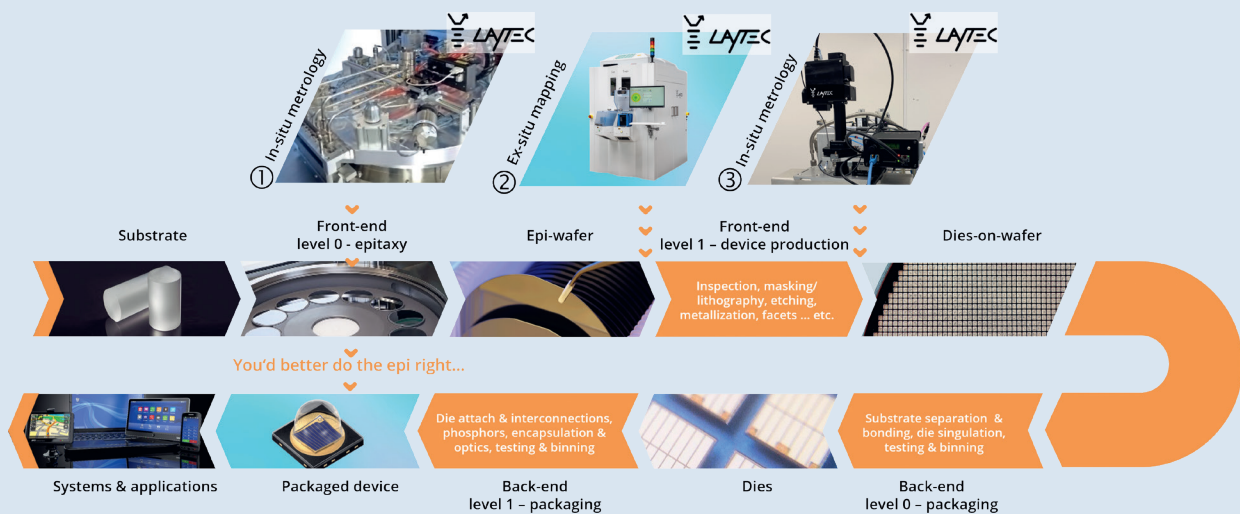 LAYTEC
LAYTEC
LAYTEC
① In-situ metrology
② Ex-situ mapping
③ In-situ metrology
LAYTEC
Substrate
Front-end
level 0 - epitaxy
Epi-wafer
Front-end
level 1 – device production
Dies-on-wafer
Inspection, masking/
lithography, etching,
metallization, facets ... etc.
You'd better do the epi right...
Die attach & interconnections,
phosphors, encapsulation &
optics, testing & binning
Substrate separation &
bonding, die singulation,
testing & binning
Systems & applications
Packaged device
Back-end
level 1 – packaging
Dies
Back-end
level 0 – packaging